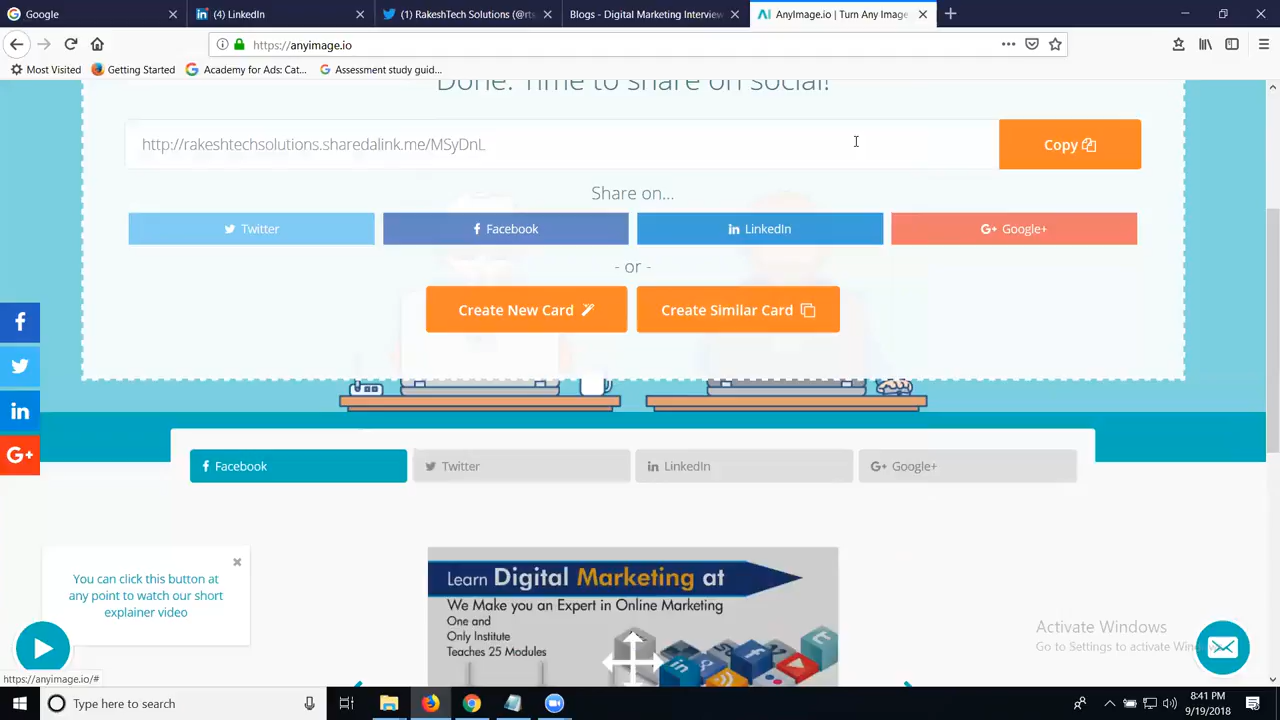 Google
(4) LinkedIn
(1) RakeshTech Solutions (@rts
Blogs - Digital Marketing Interview
AnyImage.io | Turn Any Image
https://anyimage.io
Most Visited
Getting Started
Academy for Ads: Cat...
Assessment study guid...
Done. Time to share on social!
http://rakeshtechsolutions.sharedalink.me/MSyDnL
Copy
Share on...
Twitter
Facebook
LinkedIn
G+ Google+
- or -
Create New Card
Create Similar Card
Facebook
Twitter
LinkedIn
G+ Google+
You can click this button at
any point to watch our short
explainer video
Learn Digital Marketing at
We Make you an Expert in Online Marketing
One and
Only Institute
Teaches 25 Modules
Activate Windows
Go to Settings to activate Win
https://anyimage.io/#
Type here to search
8:41 PM
9/19/2018